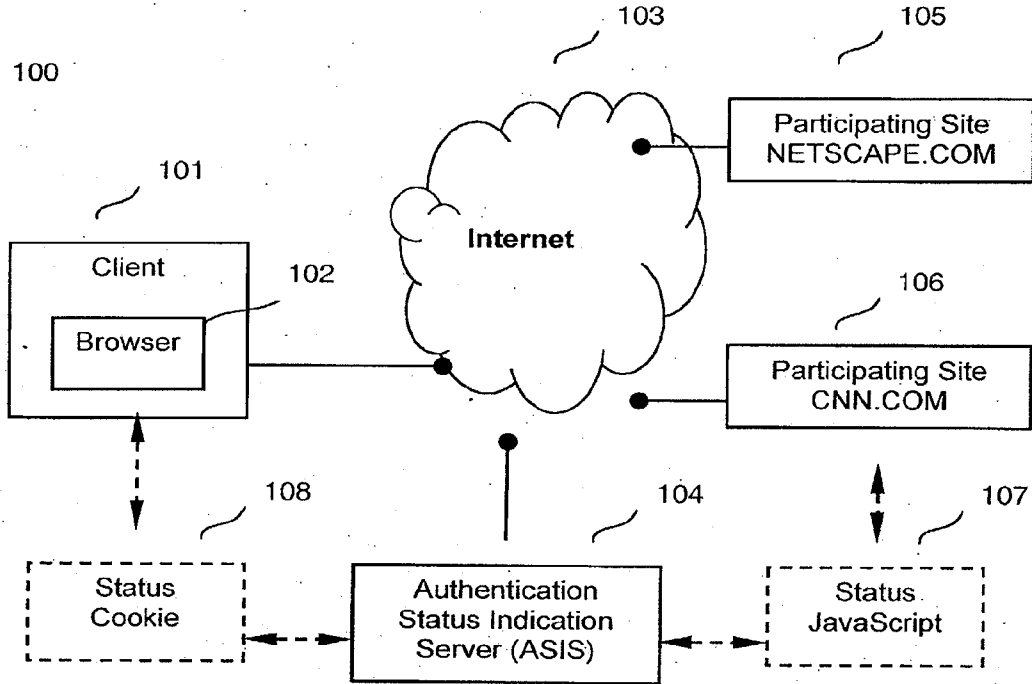 103
105
100
Participating Site
NETSCAPE.COM
101
Internet
Client
102
106
Browser
Participating Site
CNN.COM
108
104
107
Status
Cookie
Authentication
Status Indication
Server (ASIS)
Status
JavaScript